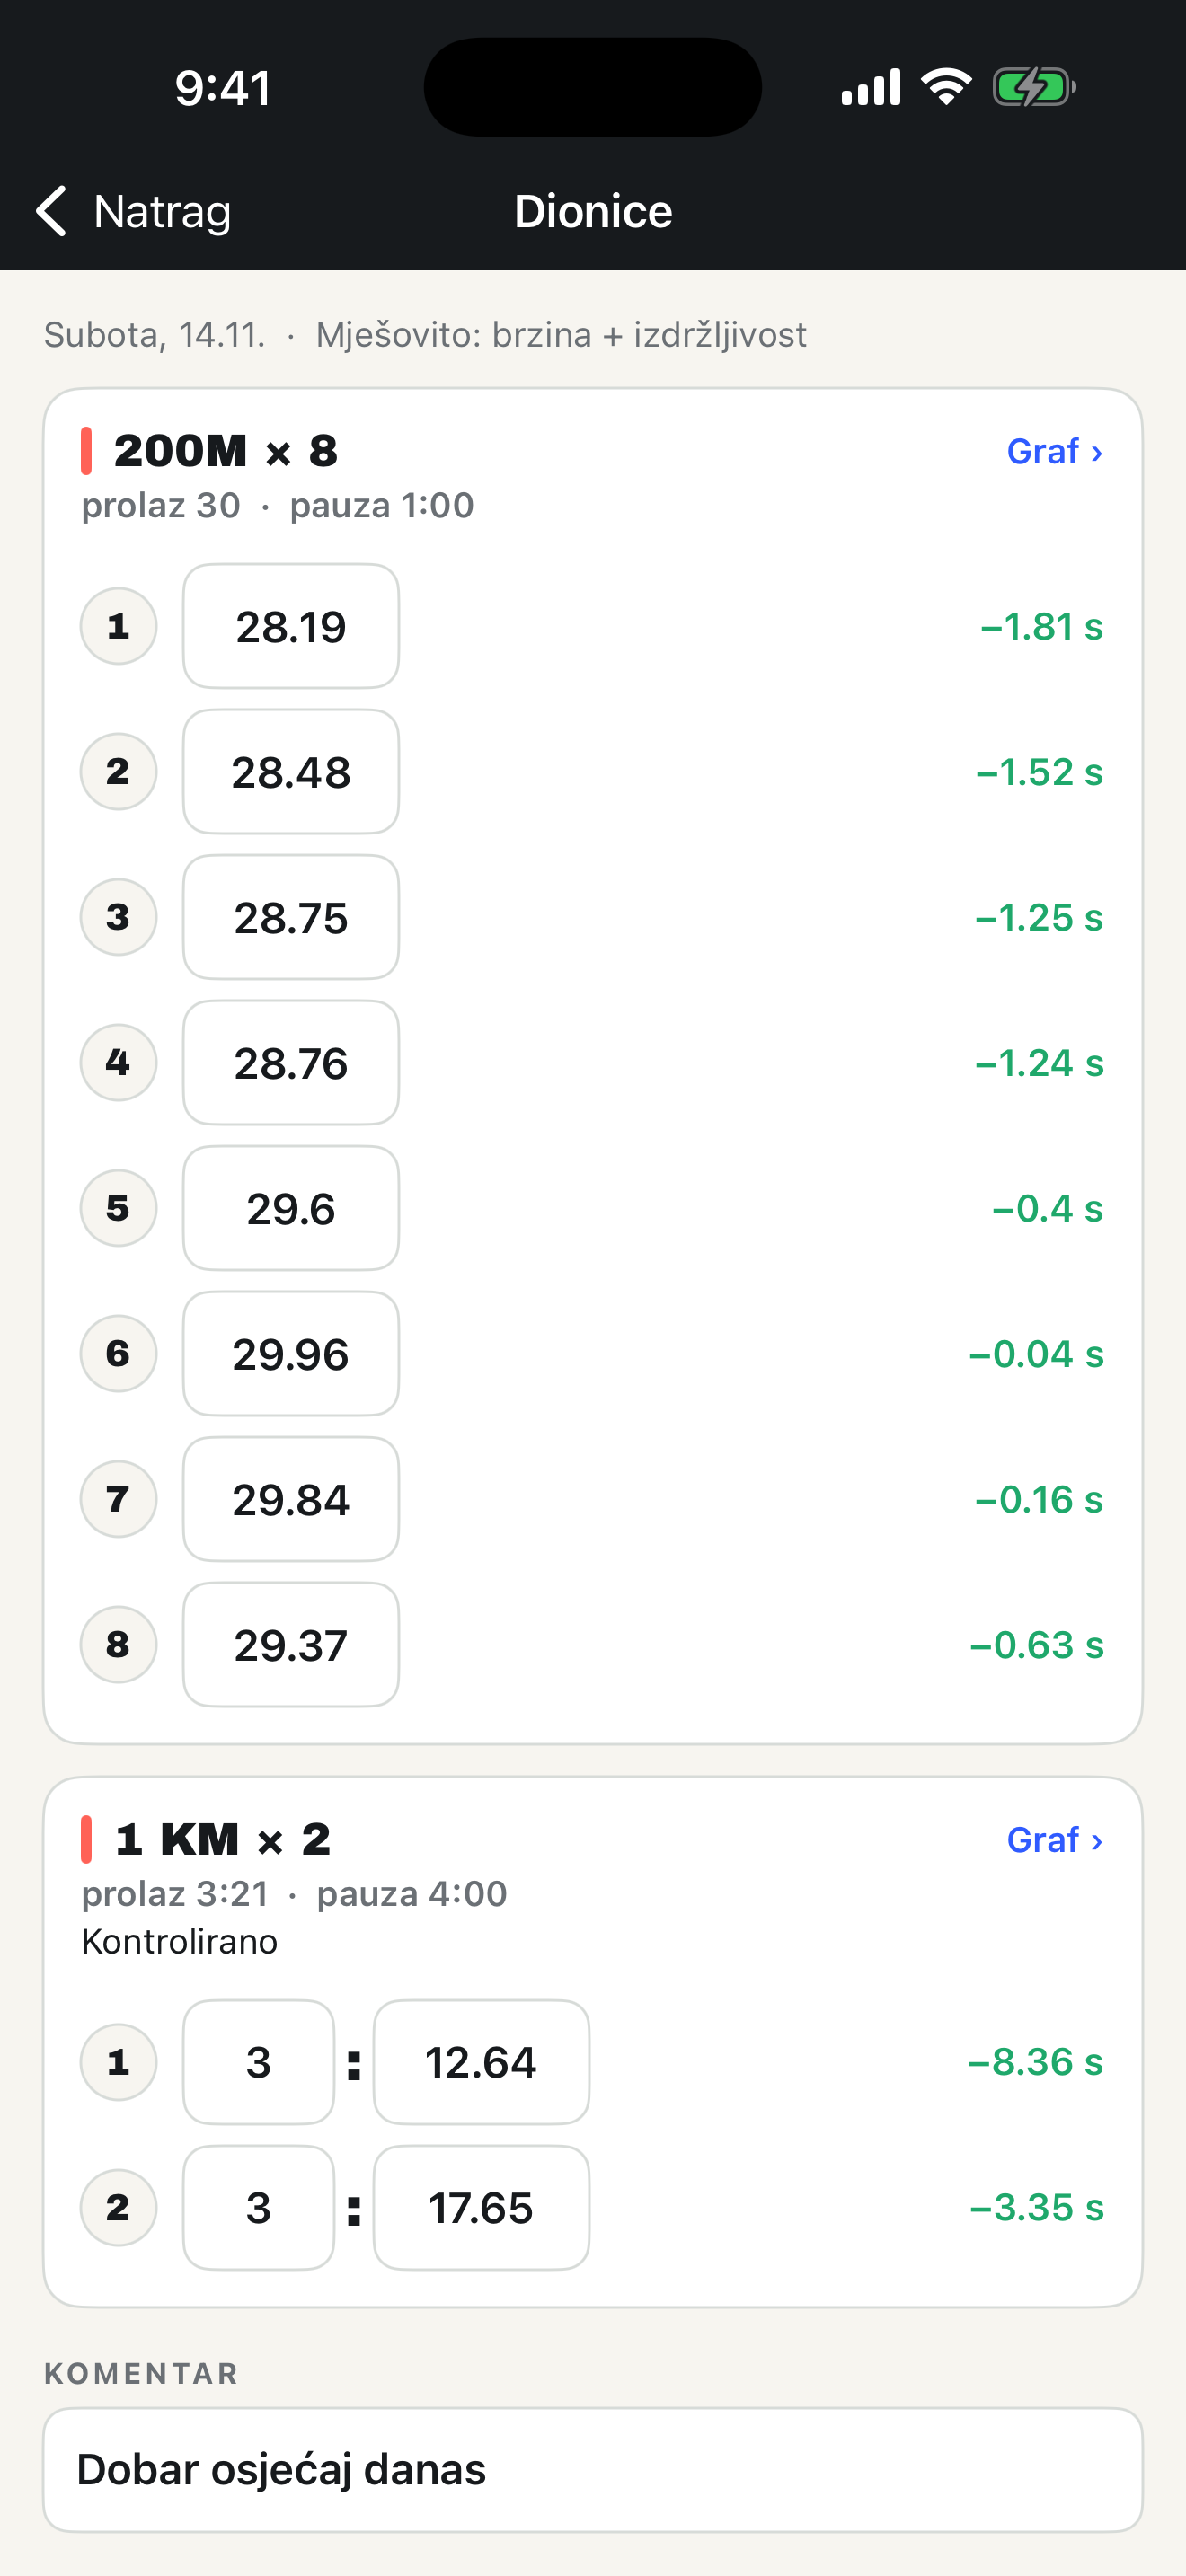 9:41
Natrag
Dionice
Subota, 14.11. · Mješovito: brzina + izdržljivost
200M × 8
Graf ›
prolaz 30 · pauza 1:00
1 28.19 −1.81 s
2 28.48 −1.52 s
3 28.75 −1.25 s
4 28.76 −1.24 s
5 29.6 −0.4 s
6 29.96 −0.04 s
7 29.84 −0.16 s
8 29.37 −0.63 s
1 KM × 2
Graf ›
prolaz 3:21 · pauza 4:00
Kontrolirano
1 3 : 12.64 −8.36 s
2 3 : 17.65 −3.35 s
KOMENTAR
Dobar osjećaj danas